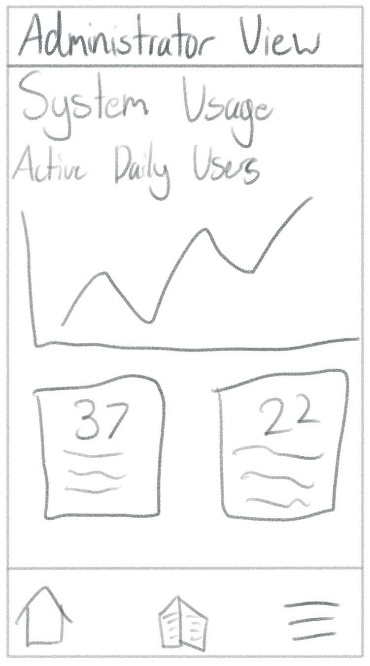 Administrator View
System Usage
Active Daily Users
37
22